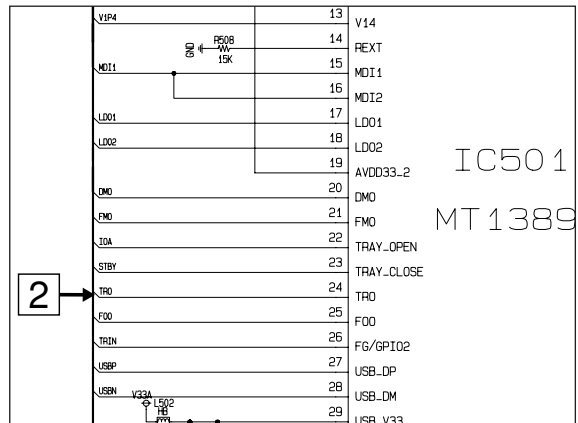 V1P4 13 V14
GND R508 15K 14 REXT
MDI1 15 MDI1
16 MDI2
LDO1 17 LDO1
LDO2 18 LDO2
19 AVDD33_2
IC501
DMO 20 DMO
FMO 21 FMO
MT1389
IOA 22 TRAY_OPEN
STBY 23 TRAY_CLOSE
2 TRO 24 TRO
FOO 25 FOO
TRIN 26 FG/GPIO2
USBP 27 USB_DP
USBN 28 USB_DM
V33A L502 HB 29 USB_V33